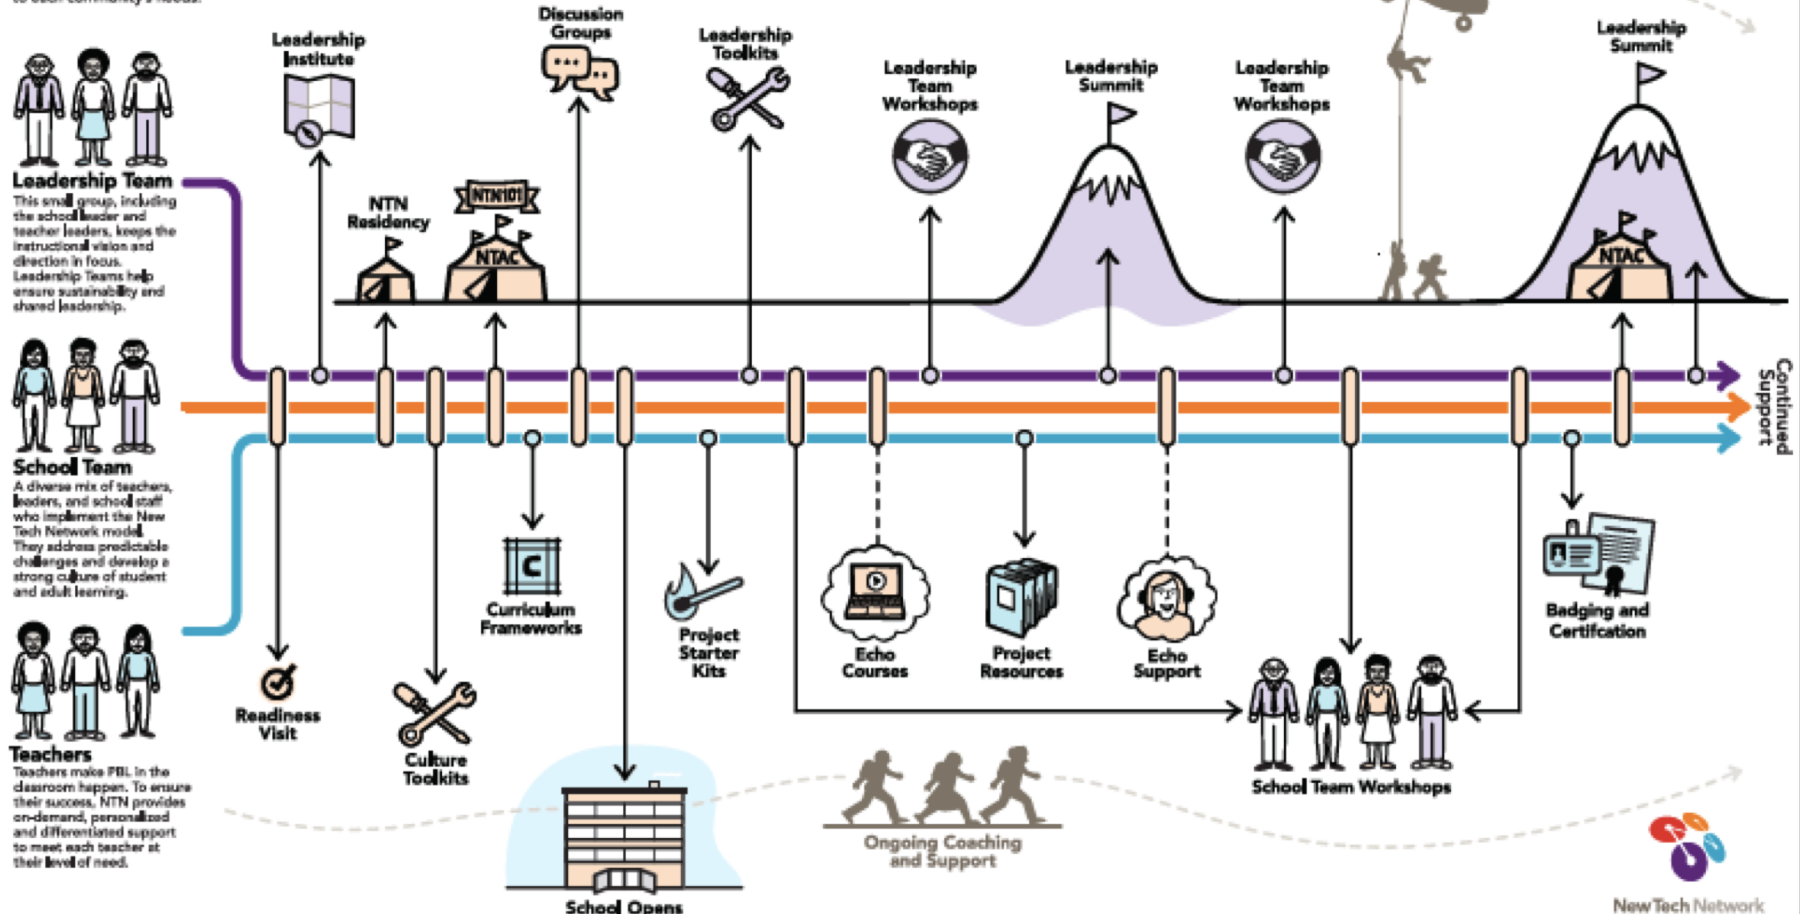 to each community's needs.
Leadership Team
This small group, including
the school leader and
teacher leaders, keeps the
instructional vision and
direction in focus.
Leadership Teams help
ensure sustainability and
shared leadership.
School Team
A diverse mix of teachers,
leaders, and school staff
who implement the New
Tech Network model.
They address predictable
challenges and develop a
strong culture of student
and adult learning.
Teachers
Teachers make PBL in the
classroom happen. To ensure
their success, NTN provides
on-demand, personalized
and differentiated support
to meet each teacher at
their level of need.
Leadership
Institute
NTN
Residency
NTN101
NTAC
Discussion
Groups
Leadership
Toolkits
Leadership
Team
Workshops
Leadership
Summit
Leadership
Team
Workshops
Leadership
Summit
NTAC
Continued
Support
Readiness
Visit
Culture
Toolkits
C
Curriculum
Frameworks
School Opens
Project
Starter
Kits
Echo
Courses
Project
Resources
Echo
Support
School Team Workshops
Badging and
Certifcation
Ongoing Coaching
and Support
New Tech Network